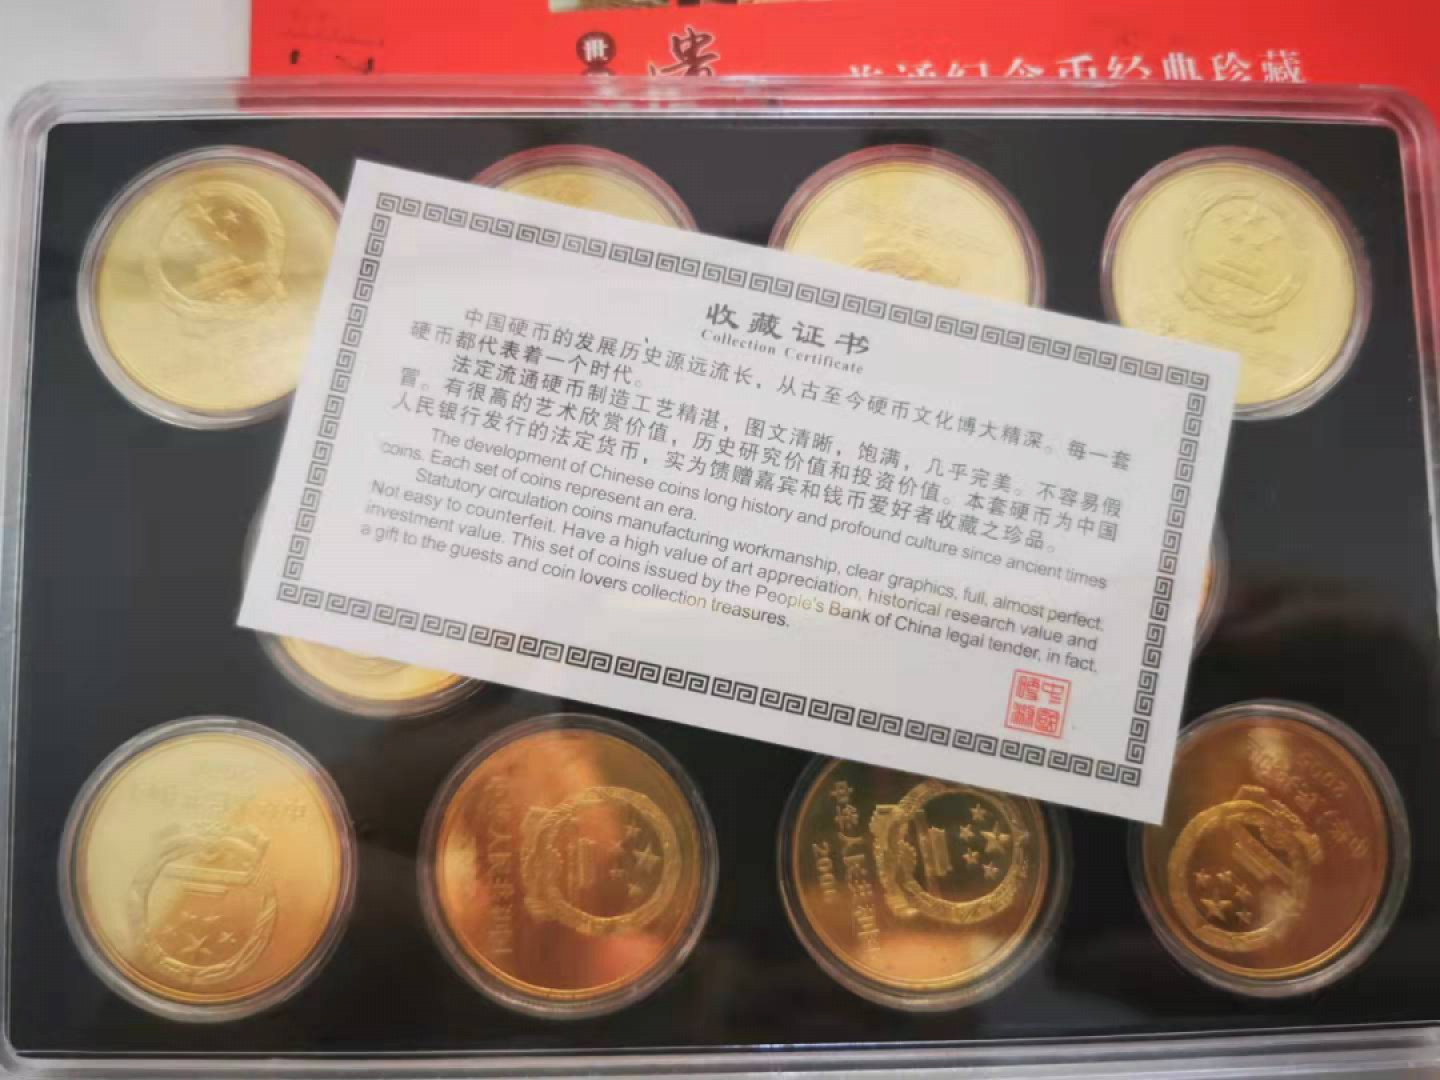 世
贵
普通纪念币经典珍藏
收藏证书
Collection Certificate
中国硬币的发展历史源远流长，从古至今硬币文化博大精深。每一套
硬币都代表着一个时代。
法定流通硬币制造工艺精湛，图文清晰，饱满，几乎完美。不容易假
冒。有很高的艺术欣赏价值，历史研究价值和投资价值。本套硬币为中国
人民银行发行的法定货币，实为馈赠嘉宾和钱币爱好者收藏之珍品。
The development of Chinese coins long history and profound culture since ancient times
coins. Each set of coins represent an era.
Statutory circulation coins manufacturing workmanship, clear graphics, full, almost perfect.
Not easy to counterfeit. Have a high value of art appreciation, historical research value and
investment value. This set of coins issued by the People's Bank of China legal tender, in fact,
a gift to the guests and coin lovers collection treasures.
中华人民共和国
中华人民共和国
2000